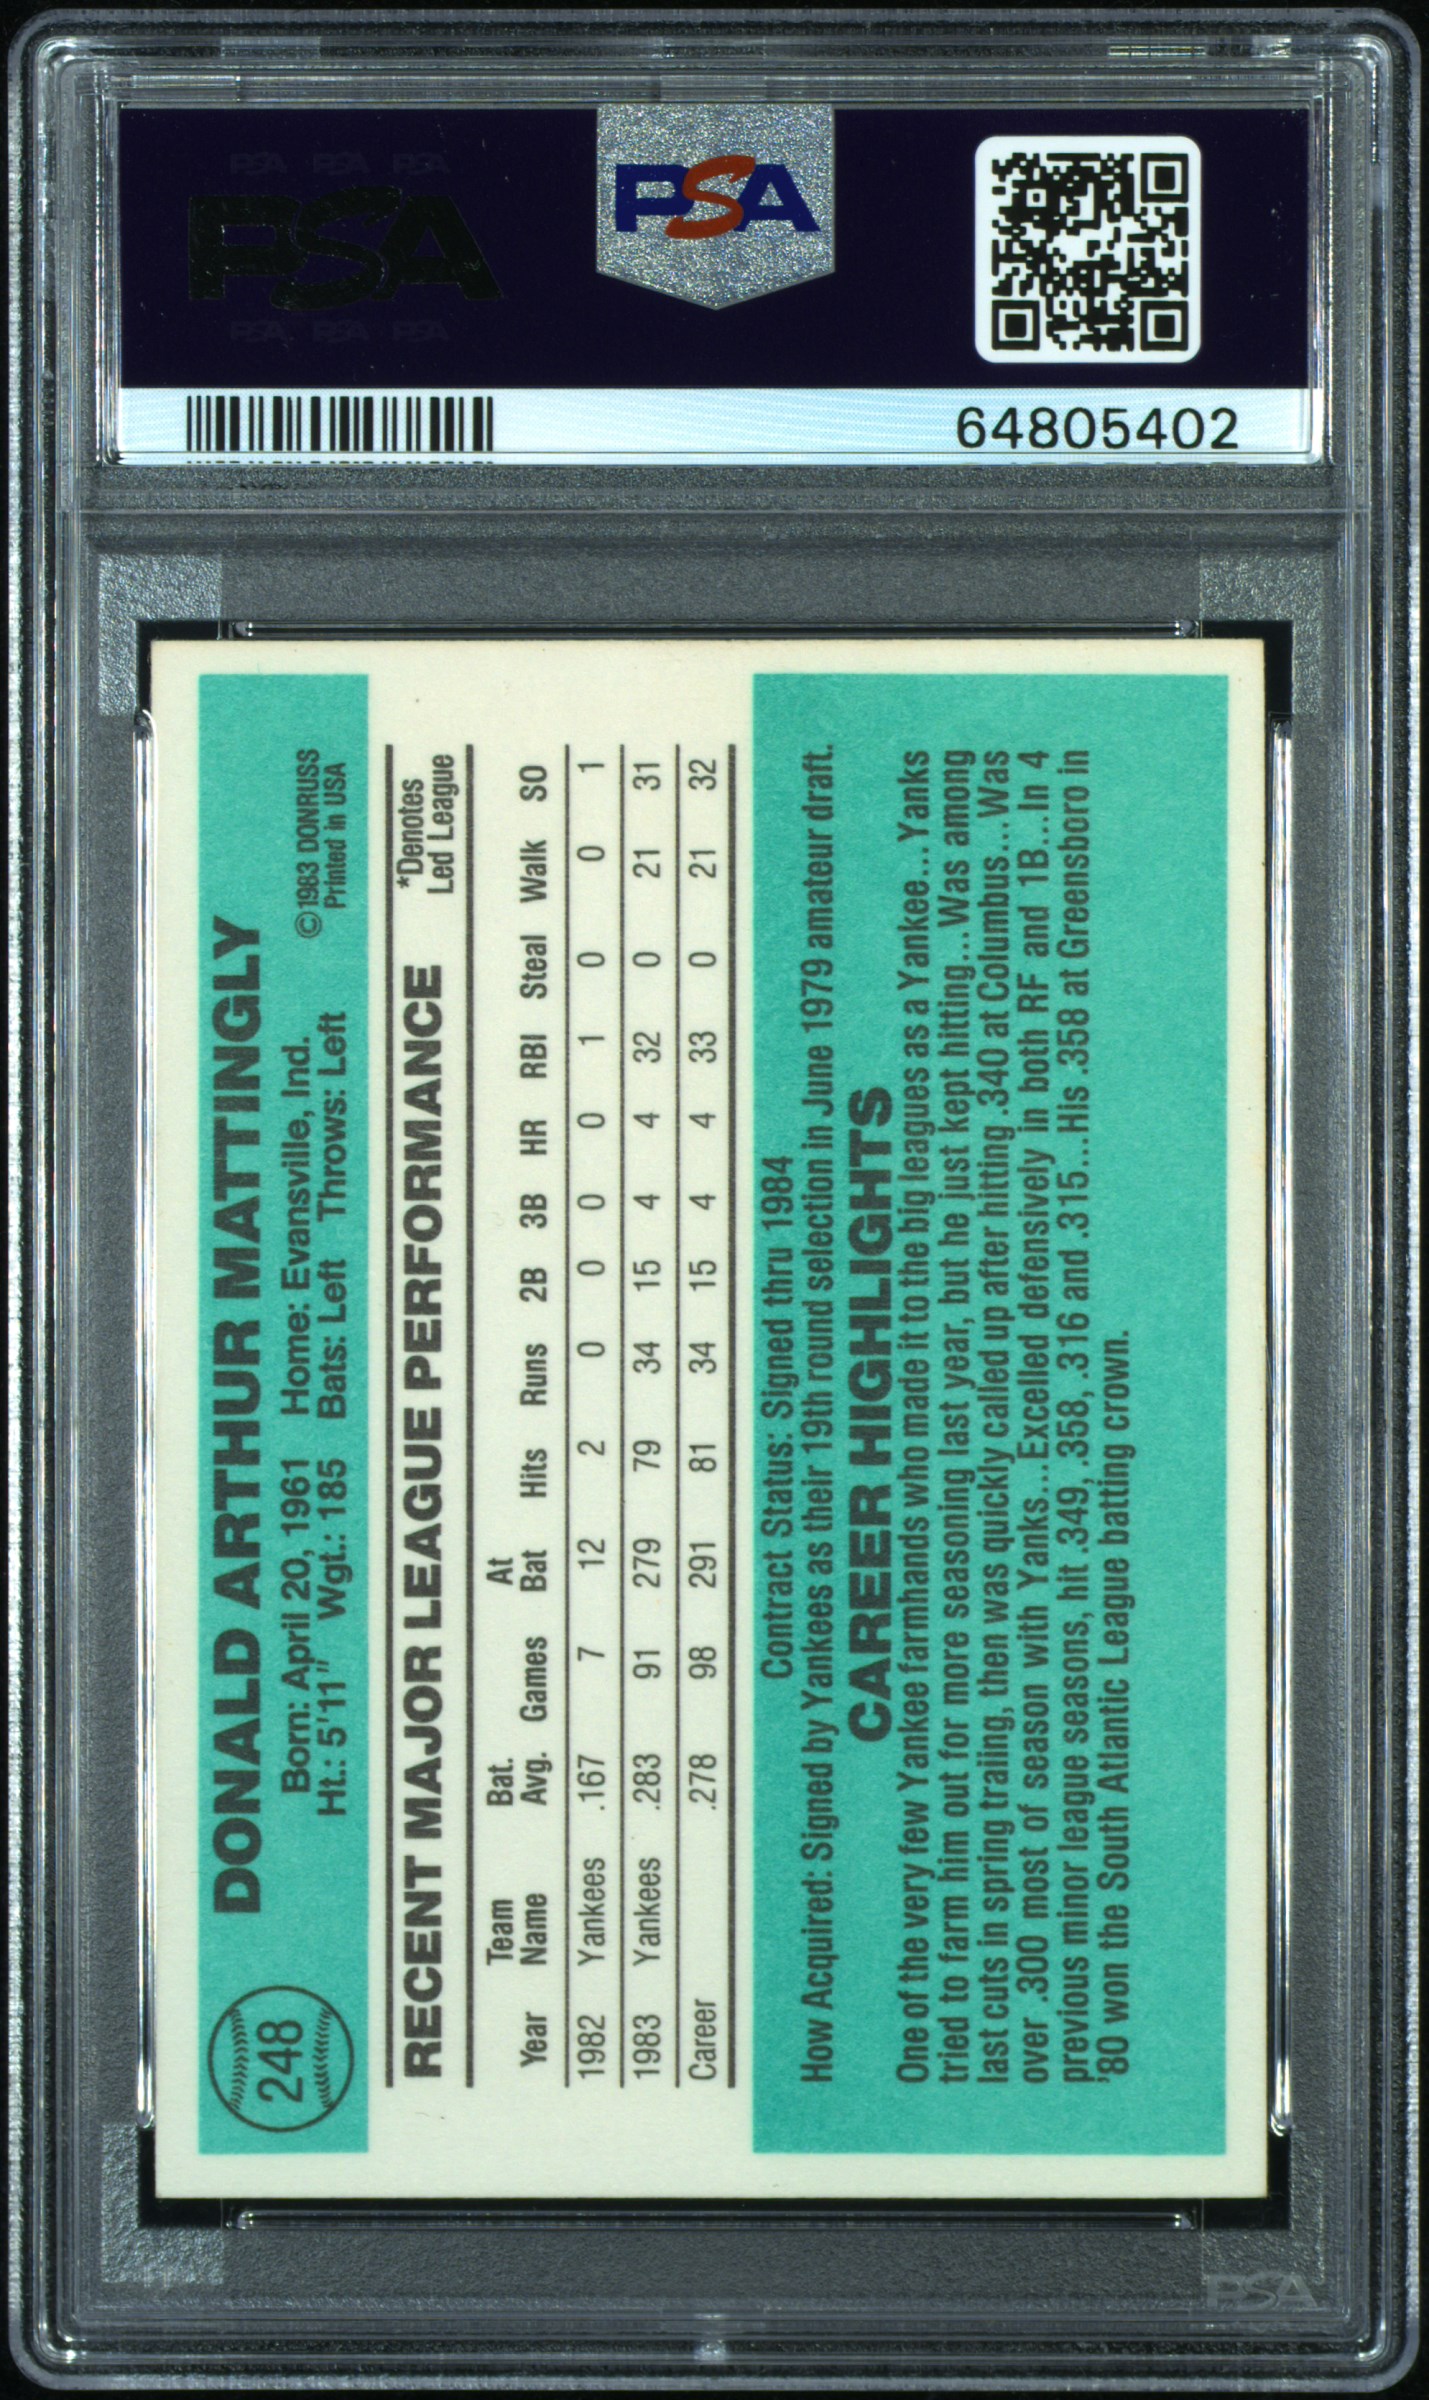 PSA PSA PSA
PSA
PSA PSA PSA
PSA
64805402
248
DONALD ARTHUR MATTINGLY
Born: April 20, 1961 Home: Evansville, Ind.
Ht.: 5'11" Wgt.: 185 Bats: Left Throws: Left
©1983 DONRUSS
Printed in USA
RECENT MAJOR LEAGUE PERFORMANCE
*Denotes
Led League
Year Team Name Bat. Avg. Games At Bat Hits Runs 2B 3B HR RBI Steal Walk SO
1982 Yankees .167 7 12 2 0 0 0 0 1 0 0 1
1983 Yankees .283 91 279 79 34 15 4 4 32 0 21 31
Career .278 98 291 81 34 15 4 4 33 0 21 32
Contract Status: Signed thru 1984
How Acquired: Signed by Yankees as their 19th round selection in June 1979 amateur draft.
CAREER HIGHLIGHTS
One of the very few Yankee farmhands who made it to the big leagues as a Yankee...Yanks
tried to farm him out for more seasoning last year, but he just kept hitting...Was among
last cuts in spring traiing, then was quickly called up after hitting .340 at Columbus...Was
over .300 most of season with Yanks...Excelled defensively in both RF and 1B...In 4
previous minor league seasons, hit .349, .358, .316 and .315...His .358 at Greensboro in
'80 won the South Atlantic League batting crown.
PSA